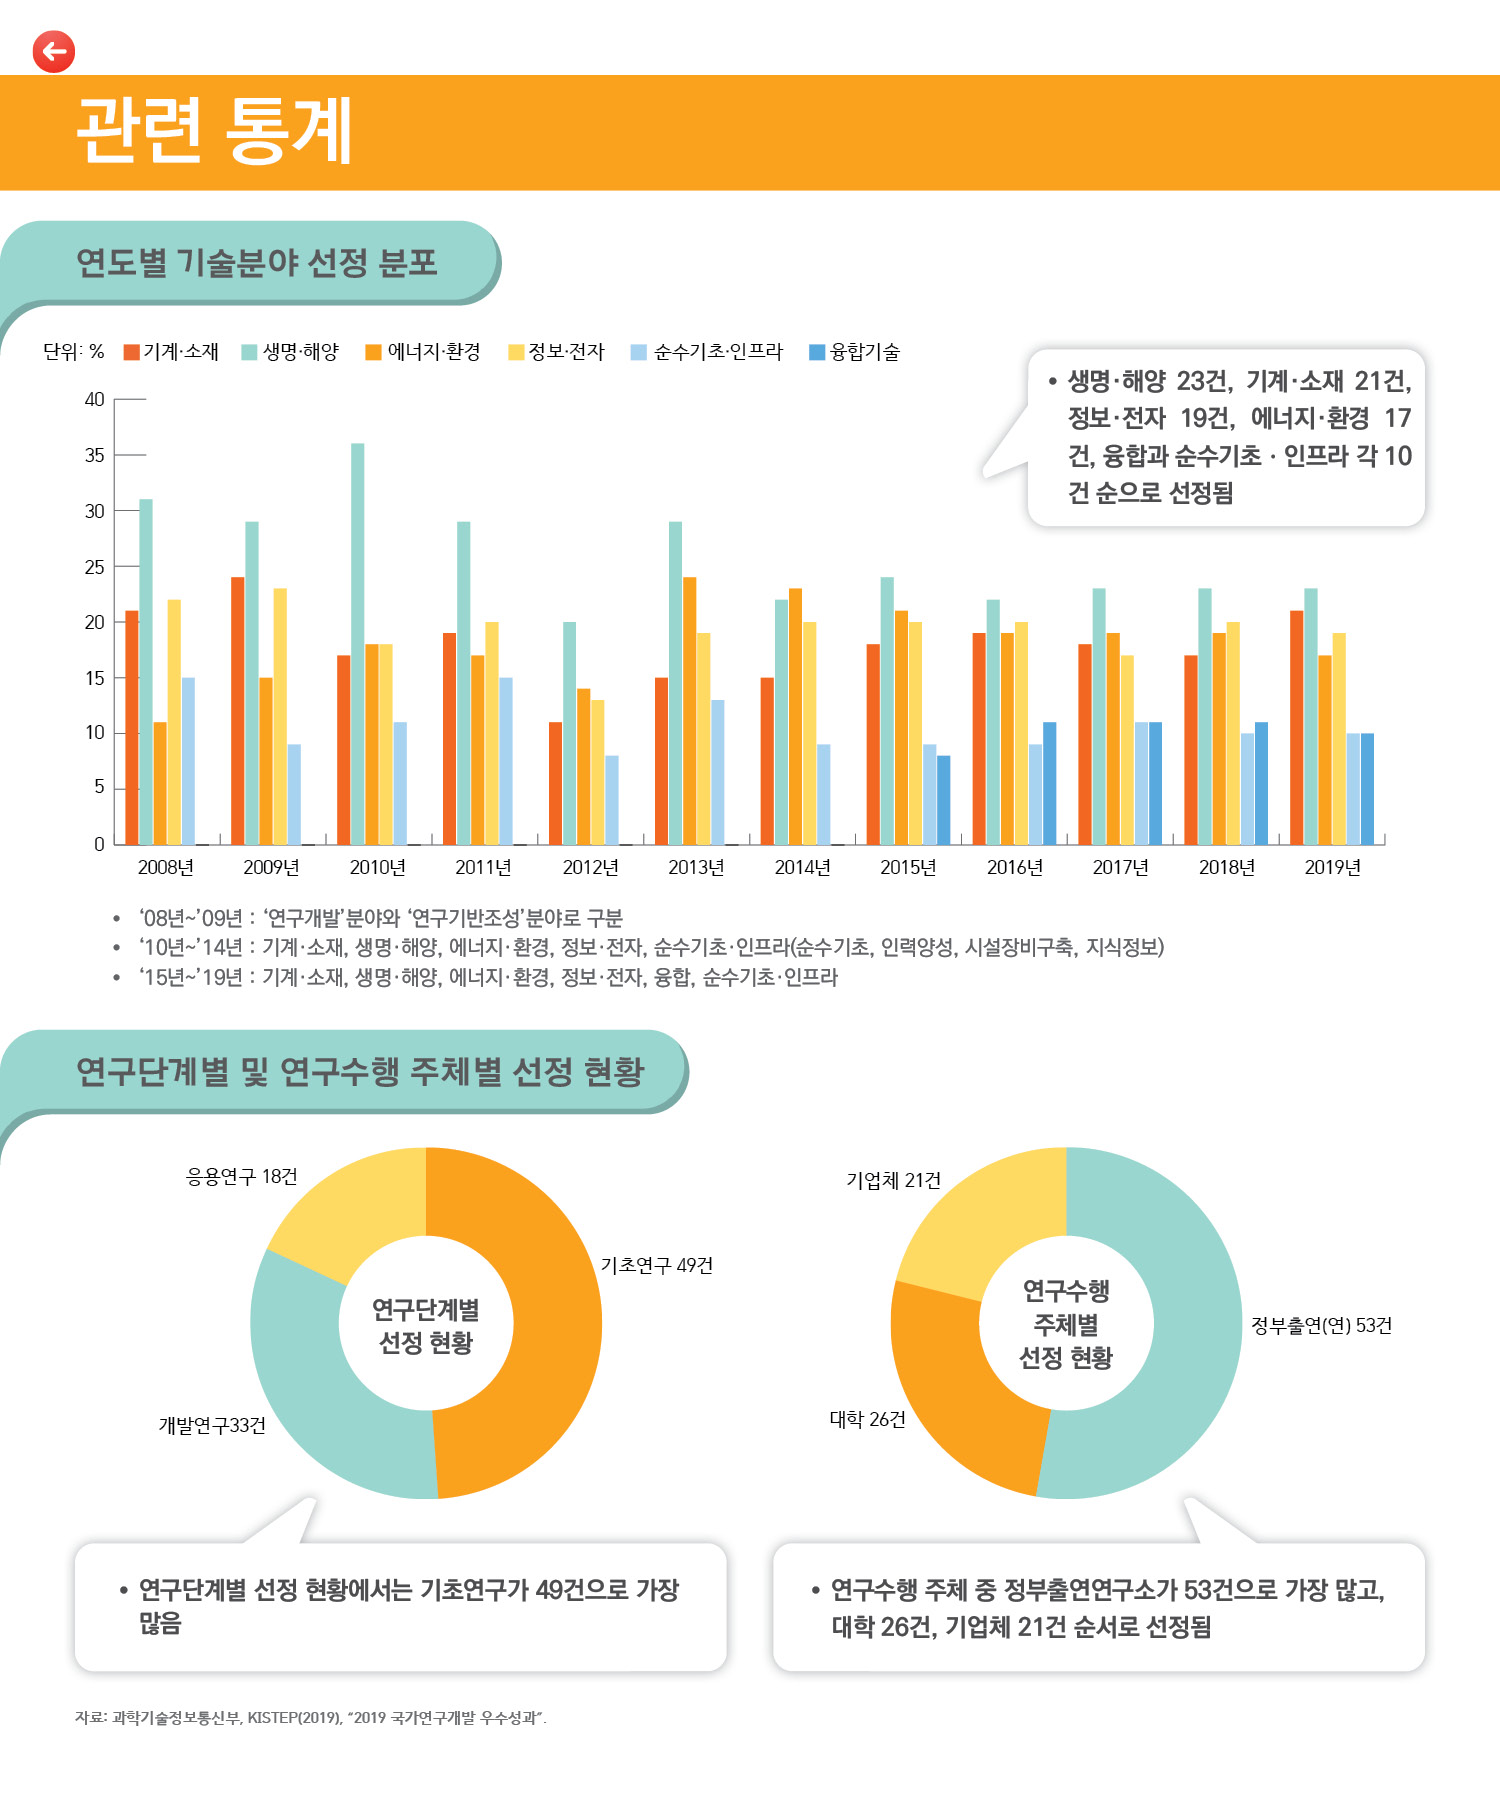 관련 통계
연도별 기술분야 선정 분포
단위: % 기계·소재 생명·해양 에너지·환경 정보·전자 순수기초·인프라 융합기술
• 생명·해양 23건, 기계·소재 21건,
정보·전자 19건, 에너지·환경 17
건, 융합과 순수기초 · 인프라 각 10
건 순으로 선정됨
40
35
30
25
20
15
10
5
0
2008년 2009년 2010년 2011년 2012년 2013년 2014년 2015년 2016년 2017년 2018년 2019년
• ‘08년~’09년 : ‘연구개발’분야와 ‘연구기반조성’분야로 구분
• ‘10년~’14년 : 기계·소재, 생명·해양, 에너지·환경, 정보·전자, 순수기초·인프라(순수기초, 인력양성, 시설장비구축, 지식정보)
• ‘15년~’19년 : 기계·소재, 생명·해양, 에너지·환경, 정보·전자, 융합, 순수기초·인프라
연구단계별 및 연구수행 주체별 선정 현황
응용연구 18건
기초연구 49건
연구단계별
선정 현황
개발연구33건
기업체 21건
연구수행
주체별
선정 현황
정부출연(연) 53건
대학 26건
• 연구단계별 선정 현황에서는 기초연구가 49건으로 가장
많음
• 연구수행 주체 중 정부출연연구소가 53건으로 가장 많고,
대학 26건, 기업체 21건 순서로 선정됨
자료: 과학기술정보통신부, KISTEP(2019), “2019 국가연구개발 우수성과”.